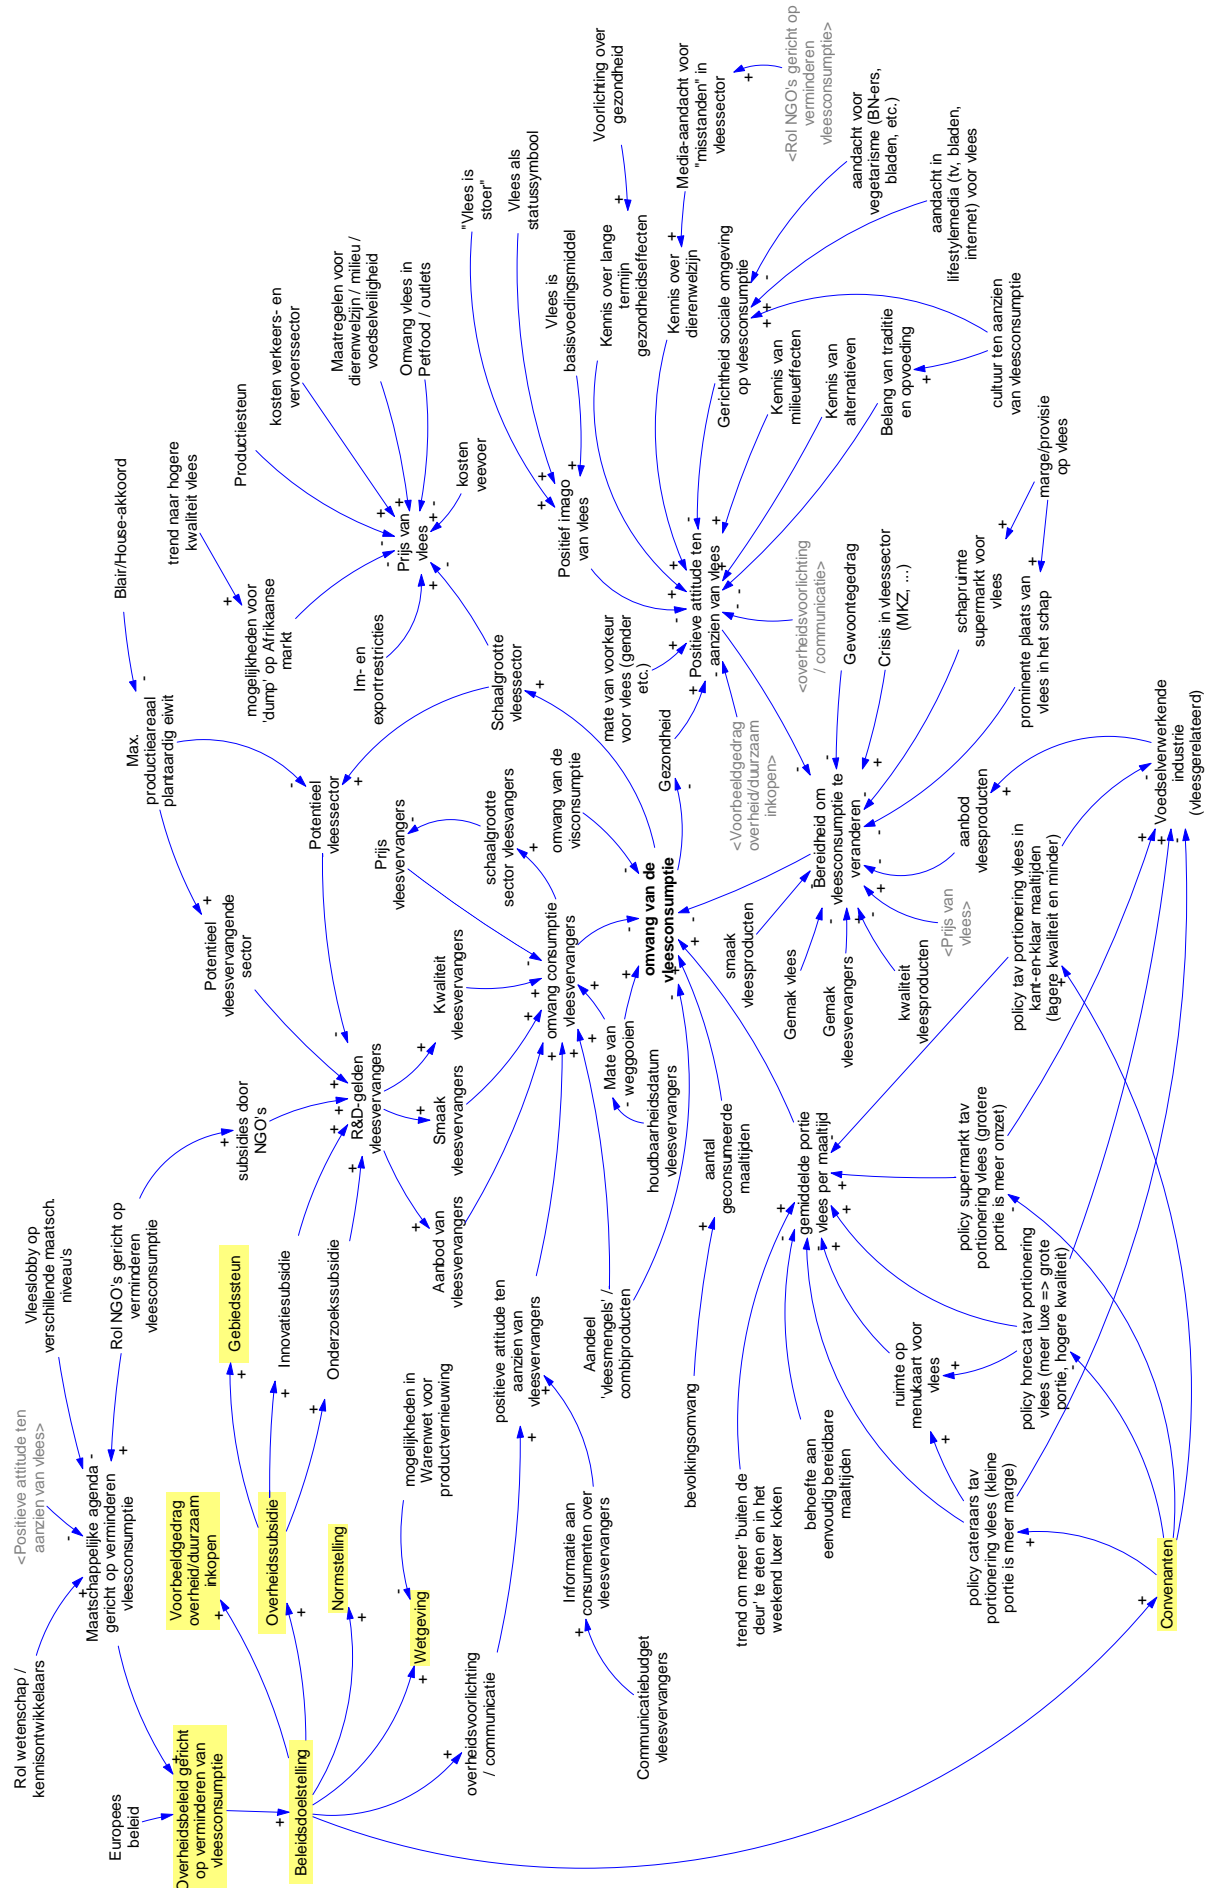 Rol wetenschap /
kennisontwikkelaars
<Positieve attitude ten
aanzien van vlees>
Vleeslobby op
verschillende maatsch.
niveau's
Maatschappelijke agenda
gericht op verminderen
vleesconsumptie
Rol NGO's gericht op
verminderen
vleesconsumptie
Europees
beleid
Overheidsbeleid gericht
op verminderen van
vleesconsumptie
Beleidsdoelstelling
Voorbeeldgedrag
overheid/duurzaam
inkopen
Overheidssubsidie
Normstelling
Wetgeving
Gebiedssteun
Innovatiesubsidie
Onderzoekssubsidie
mogelijkheden in
Warenwet voor
productvernieuwing
overheidsvoorlichting
/ communicatie
Communicatiebudget
vleesvervangers
Informatie aan
consumenten over
vleesvervangers
positieve attitude ten
aanzien van
vleesvervangers
subsidies door
NGO's
Potentieel
vleesvervangende
sector
Max.
productieareaal
plantaardig eiwit
Blair/House-akkoord
Potentieel
vleessector
R&D-gelden
vleesvervangers
Aanbod van
vleesvervangers
Smaak
vleesvervangers
Kwaliteit
vleesvervangers
Prijs
vleesvervangers
schaalgrootte
sector vleesvangers
omvang consumptie
vleesvervangers
omvang van de
visconsumptie
Mate van
weggooien
houdbaarheidsdatum
vleesvervangers
Aandeel
'vleesmengels' /
combiproducten
bevolkingsomvang
aantal
geconsumeerde
maaltijden
omvang van de
vleesconsumptie
trend naar hogere
kwaliteit vlees
mogelijkheden voor
'dump' op Afrikaanse
markt
Productiesteun
kosten verkeers- en
vervoerssector
Maatregelen voor
dierenwelzijn / milieu /
voedselveiligheid
Omvang vlees in
Petfood / outlets
kosten
veevoer
Prijs van
vlees
Im- en
exportrestricties
Schaalgrootte
vleessector
"Vlees is
stoer"
Vlees als
statussymbool
Vlees is
basisvoedingsmiddel
Positief imago
van vlees
Voorlichting over
gezondheid
Kennis over lange
termijn
gezondheidseffecten
Media-aandacht voor
"misstanden" in
vleessector
<Rol NGO's gericht op
verminderen
vleesconsumptie>
Kennis over
dierenwelzijn
Gerichtheid sociale omgeving
op vleesconsumptie
aandacht voor
vegetarisme (BN-ers,
bladen, etc.)
aandacht in
lifestylemedia (tv, bladen,
internet) voor vlees
cultuur ten aanzien
van vleesconsumptie
Kennis van
milieueffecten
Kennis van
alternatieven
Belang van traditie
en opvoeding
mate van voorkeur
voor vlees (gender
etc.)
Gezondheid
Positieve attitude ten
aanzien van vlees
<Voorbeeldgedrag
overheid/duurzaam
inkopen>
<overheidsvoorlichting
/ communicatie>
Gewoontegedrag
Crisis in vleessector
(MKZ, ...)
schapruimte
supermarkt voor
vlees
marge/provisie
op vlees
prominente plaats van
vlees in het schap
Bereidheid om
vleesconsumptie te
veranderen
smaak
vleesproducten
Gemak vlees
Gemak
vleesvervangers
kwaliteit
vleesproducten
<Prijs van
vlees>
aanbod
vleesproducten
Voedselverwerkende
industrie
(vleesgerelateerd)
trend om meer 'buiten de
deur' te eten en in het
weekend luxer koken
behoefte aan
eenvoudig bereidbare
maaltijden
gemiddelde portie
vlees per maaltijd
ruimte op
menukaart voor
vlees
policy cateraars tav
portionering vlees (kleine
portie is meer marge)
policy horeca tav portionering
vlees (meer luxe => grote
portie, hogere kwaliteit)
policy supermarkt tav
portionering vlees (grotere
portie is meer omzet)
policy tav portionering vlees in
kant-en-klaar maaltijden
(lagere kwaliteit en minder)
Convenanten